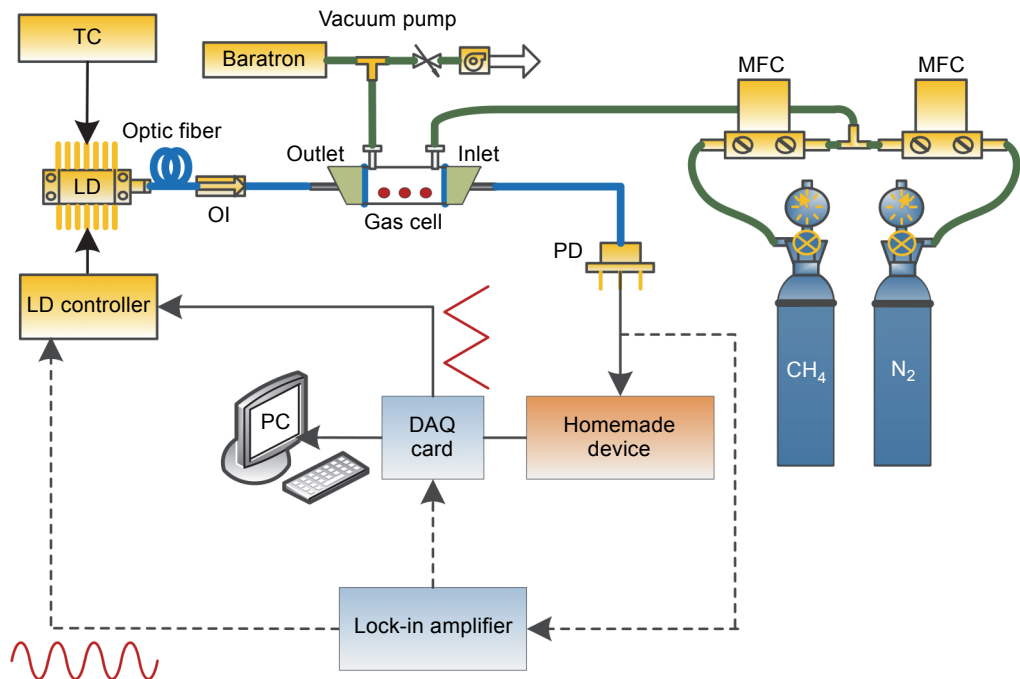 TC
Vacuum pump
Baratron
MFC
MFC
Optic fiber
Outlet
Inlet
LD
OI
Gas cell
PD
LD controller
CH₄
N₂
PC
DAQ
card
Homemade
device
Lock-in amplifier